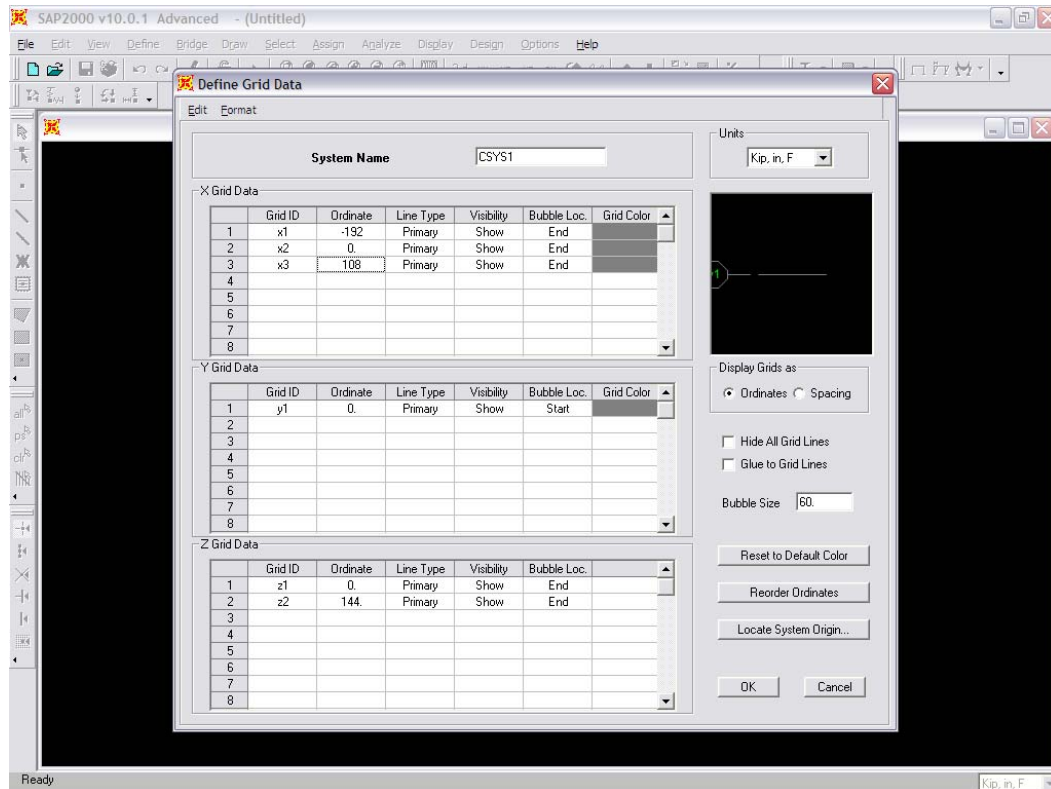 SAP2000 v10.0.1 Advanced - (Untitled)
File Edit View Define Bridge Draw Select Assign Analyze Display Design Options Help
Define Grid Data
Edit Format
System Name CSYS1
Units
Kip, in, F
X Grid Data
Grid ID Ordinate Line Type Visibility Bubble Loc. Grid Color
1 x1 -192 Primary Show End
2 x2 0. Primary Show End
3 x3 108 Primary Show End
4
5
6
7
8
1
Y Grid Data
Grid ID Ordinate Line Type Visibility Bubble Loc. Grid Color
1 y1 0. Primary Show Start
2
3
4
5
6
7
8
Display Grids as
Ordinates Spacing
Hide All Grid Lines
Glue to Grid Lines
Bubble Size 60.
Z Grid Data
Grid ID Ordinate Line Type Visibility Bubble Loc.
1 z1 0. Primary Show End
2 z2 144. Primary Show End
3
4
5
6
7
8
Reset to Default Color
Reorder Ordinates
Locate System Origin...
OK Cancel
all
ps
clr
Ready
Kip, in, F